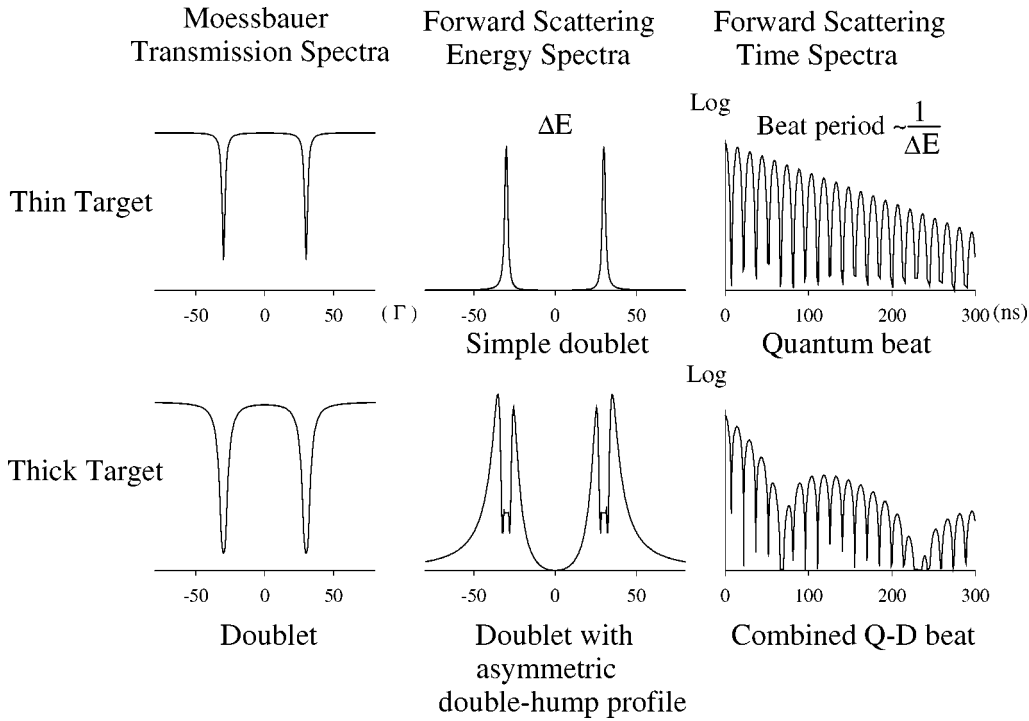 Moessbauer
Transmission Spectra
Forward Scattering
Energy Spectra
Forward Scattering
Time Spectra
Thin Target
-50 0 50 (Γ)
ΔE
-50 0 50
Simple doublet
Log
Beat period ~ 1/ΔE
0 100 200 300 (ns)
Quantum beat
Thick Target
-50 0 50
Doublet
-50 0 50
Doublet with
asymmetric
double-hump profile
Log
0 100 200 300
Combined Q-D beat